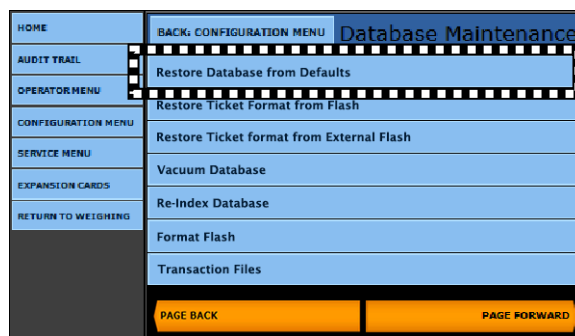 HOME
AUDIT TRAIL
OPERATOR MENU
CONFIGURATION MENU
SERVICE MENU
EXPANSION CARDS
RETURN TO WEIGHING
BACK: CONFIGURATION MENU
Database Maintenance
Restore Database from Defaults
Restore Ticket Format from Flash
Restore Ticket format from External Flash
Vacuum Database
Re-Index Database
Format Flash
Transaction Files
PAGE BACK
PAGE FORWARD